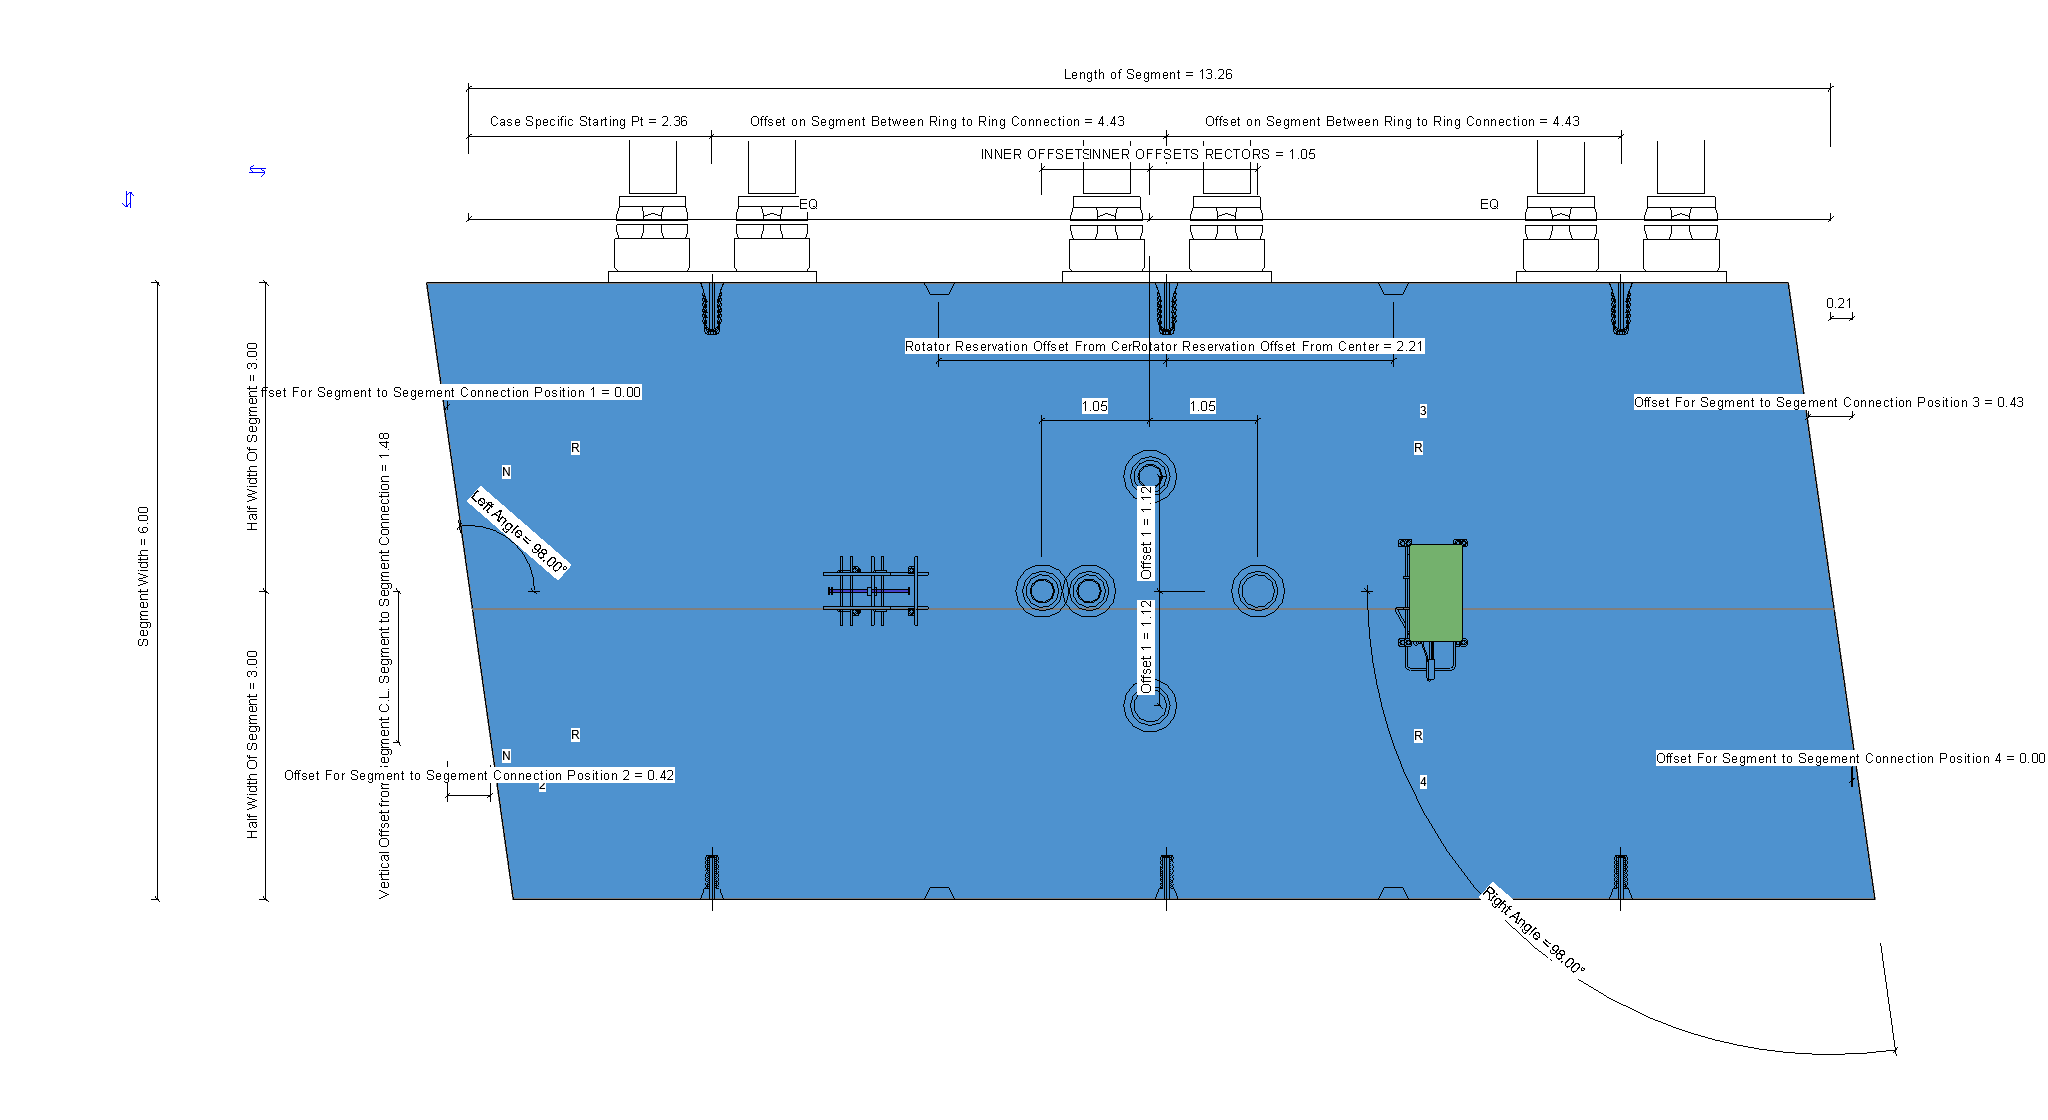 Length of Segment = 13.26
Case Specific Starting Pt = 2.36
Offset on Segment Between Ring to Ring Connection = 4.43
Offset on Segment Between Ring to Ring Connection = 4.43
INNER OFFSETS
INNER OFFSETS RECTORS = 1.05
EQ
EQ
0.21
Rotator Reservation Offset From Cer
Rotator Reservation Offset From Center = 2.21
ffset For Segment to Segement Connection Position 1 = 0.00
Offset For Segment to Segement Connection Position 3 = 0.43
1.05
1.05
3
R
R
N
Left Angle = 98.00°
Offset 1 = 1.12
Offset 1 = 1.12
Segment Width = 6.00
Half Width Of Segment = 3.00
Half Width Of Segment = 3.00
Vertical Offset from Segment C.L. Segment to Segment Connection = 1.48
R
R
N
Offset For Segment to Segement Connection Position 4 = 0.00
Offset For Segment to Segement Connection Position 2 = 0.42
2
4
Right Angle = 98.00°